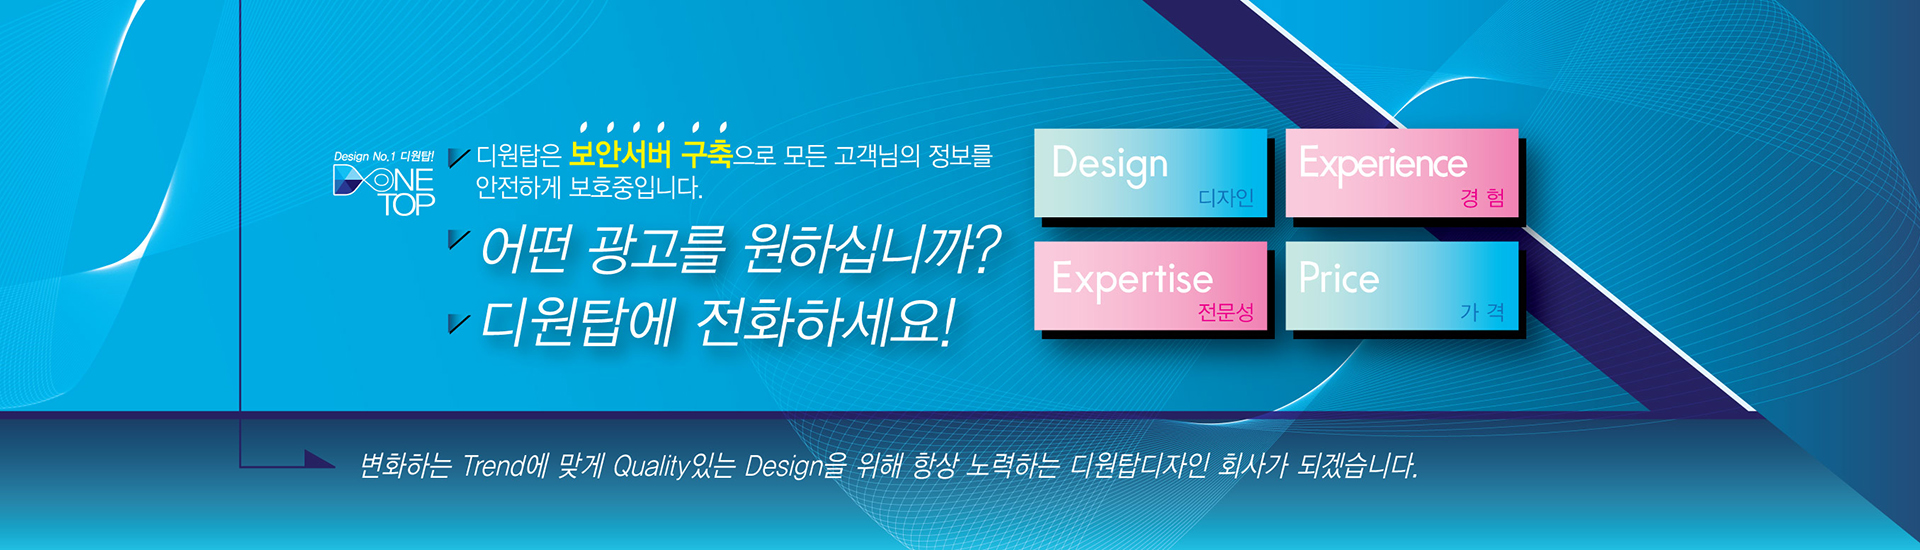 Design No.1 디원탑!
DONE
TOP
디원탑은 보안서버 구축으로 모든 고객님의 정보를
안전하게 보호중입니다.
어떤 광고를 원하십니까?
디원탑에 전화하세요!
Design
디자인
Experience
경 험
Expertise
전문성
Price
가 격
변화하는 Trend에 맞게 Quality있는 Design을 위해 항상 노력하는 디원탑디자인 회사가 되겠습니다.